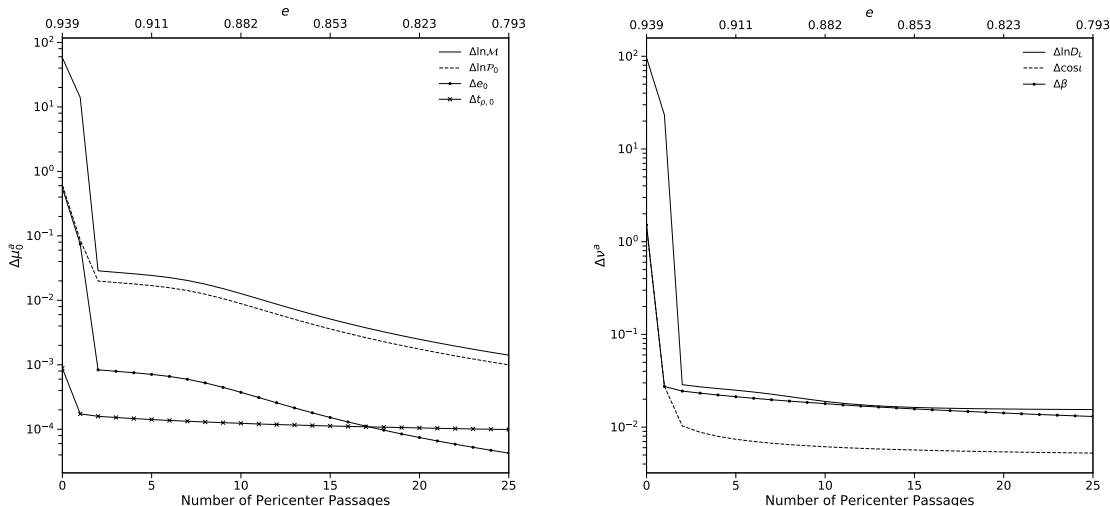 e
0.939 0.911 0.882 0.853 0.823 0.793
10² 10¹ 10⁰ 10⁻¹ 10⁻² 10⁻³ 10⁻⁴
Δμ₀ᵃ
Δlnℳ
Δln𝒫₀
Δe₀
Δtₚ,₀
0 5 10 15 20 25
Number of Pericenter Passages
e
0.939 0.911 0.882 0.853 0.823 0.793
10² 10¹ 10⁰ 10⁻¹ 10⁻²
Δνᵃ
ΔlnD_L
Δcosι
Δβ
0 5 10 15 20 25
Number of Pericenter Passages